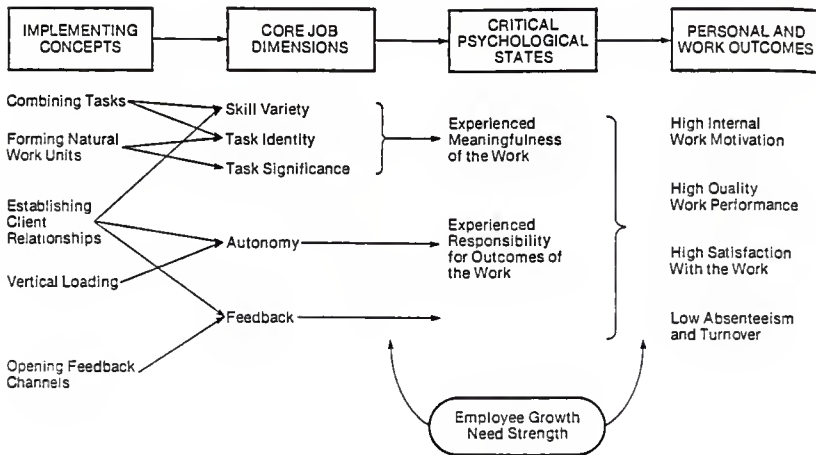 IMPLEMENTING
CONCEPTS
CORE JOB
DIMENSIONS
CRITICAL
PSYCHOLOGICAL
STATES
PERSONAL AND
WORK OUTCOMES
Combining Tasks
Forming Natural
Work Units
Establishing
Client
Relationships
Vertical Loading
Opening Feedback
Channels
Skill Variety
Task Identity
Task Significance
Autonomy
Feedback
Experienced
Meaningfulness
of the Work
Experienced
Responsibility
for Outcomes of
the Work
High Internal
Work Motivation
High Quality
Work Performance
High Satisfaction
With the Work
Low Absenteeism
and Turnover
Employee Growth
Need Strength